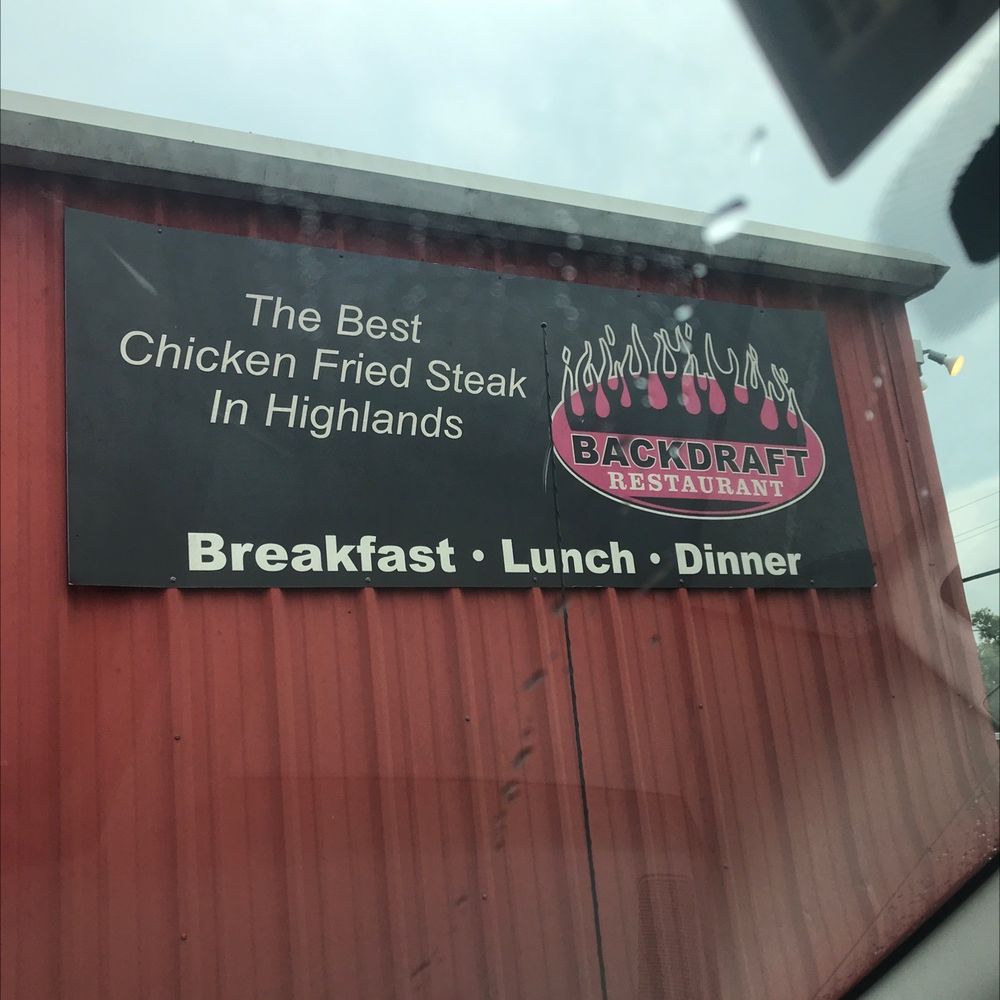 The Best
Chicken Fried Steak
In Highlands
BACKDRAFT
RESTAURANT
Breakfast • Lunch • Dinner